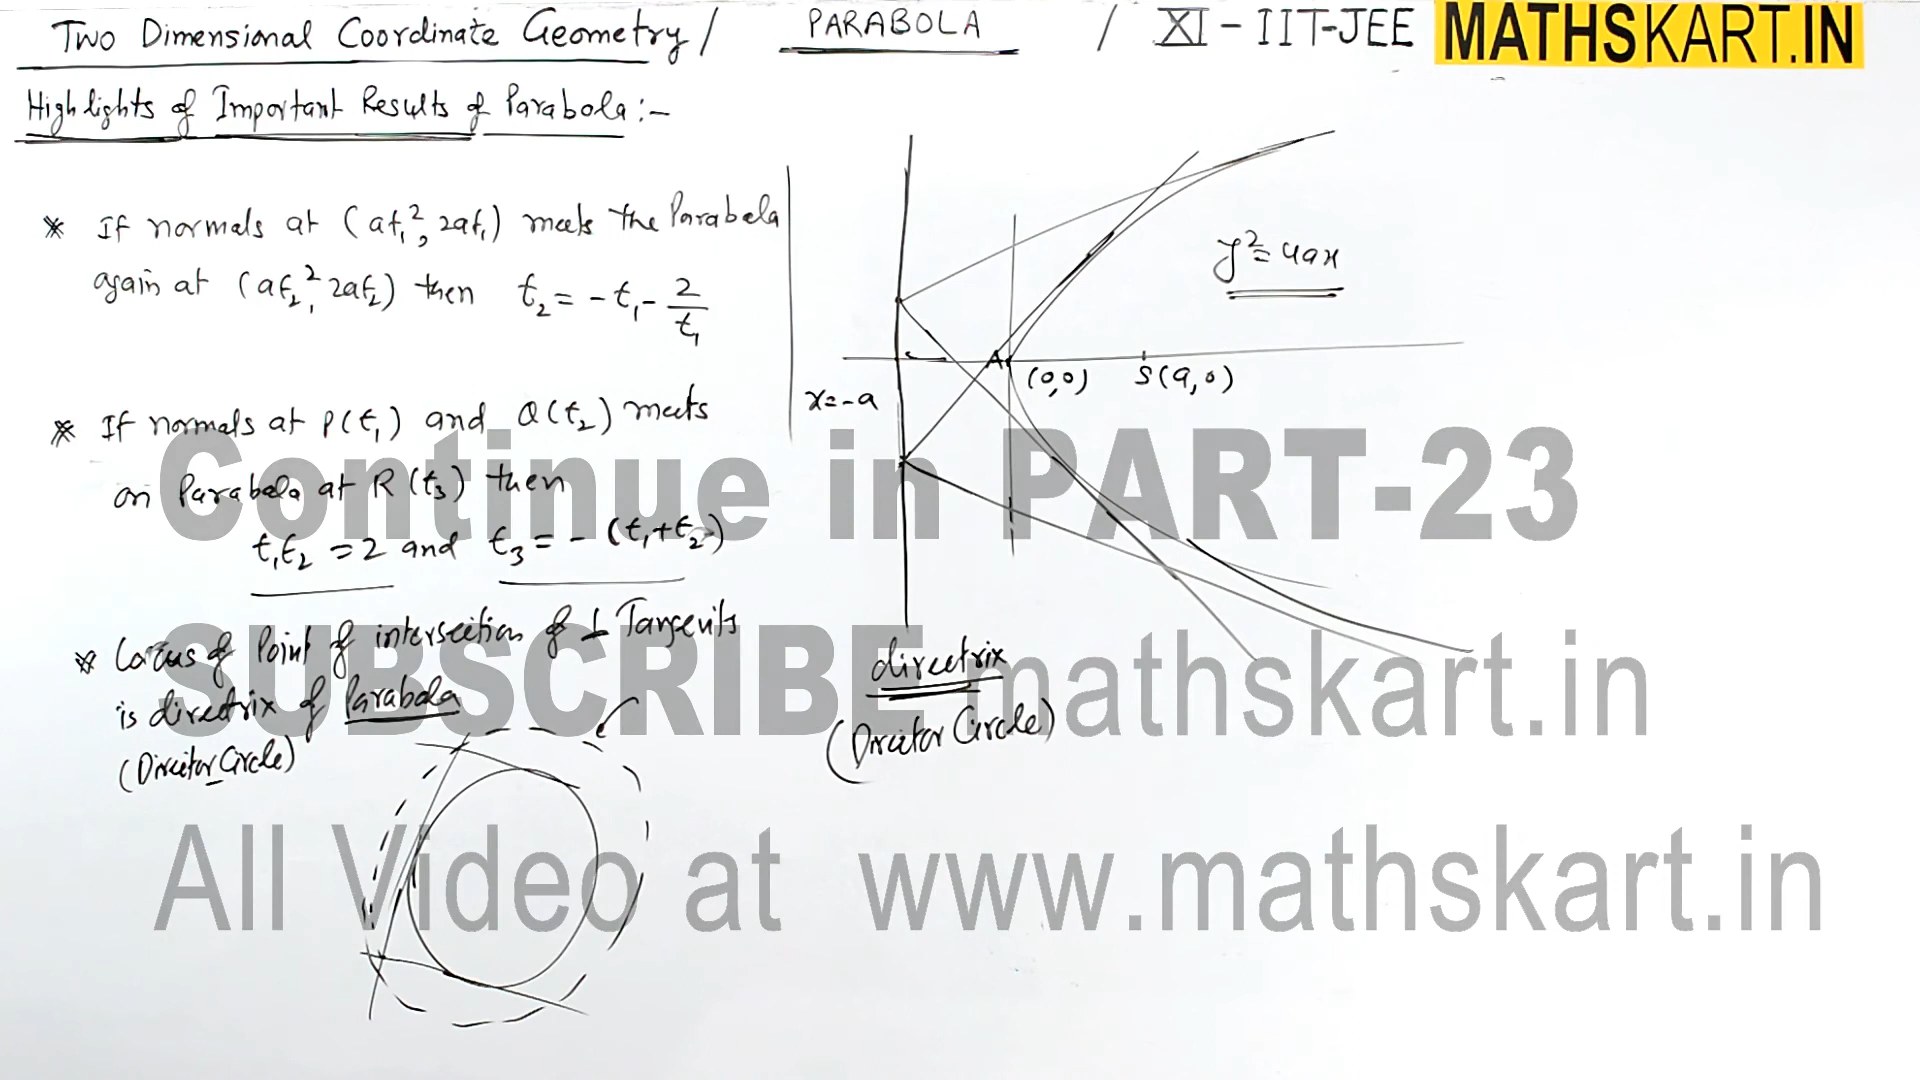 Two Dimensional Coordinate Geometry / PARABOLA / XI - IIT-JEE MATHSKART.IN
Highlights of Important Results of Parabola :-
* If normals at (at₁², 2at₁) meets the Parabola
again at (at₂², 2at₂) then t₂ = -t₁ - 2/t₁
* If normals at P(t₁) and Q(t₂) meets
on Parabola at R(t₃) then
t₁t₂ = 2 and t₃ = -(t₁+t₂)
* Locus of Point of intersection of ⊥ Tangents
is directrix of Parabola
(Director Circle)
y² = 4ax
A
(0,0) S(a,0)
x=-a
directrix
(Director Circle)
Continue in PART-23
SUBSCRIBE mathskart.in
All Video at www.mathskart.in